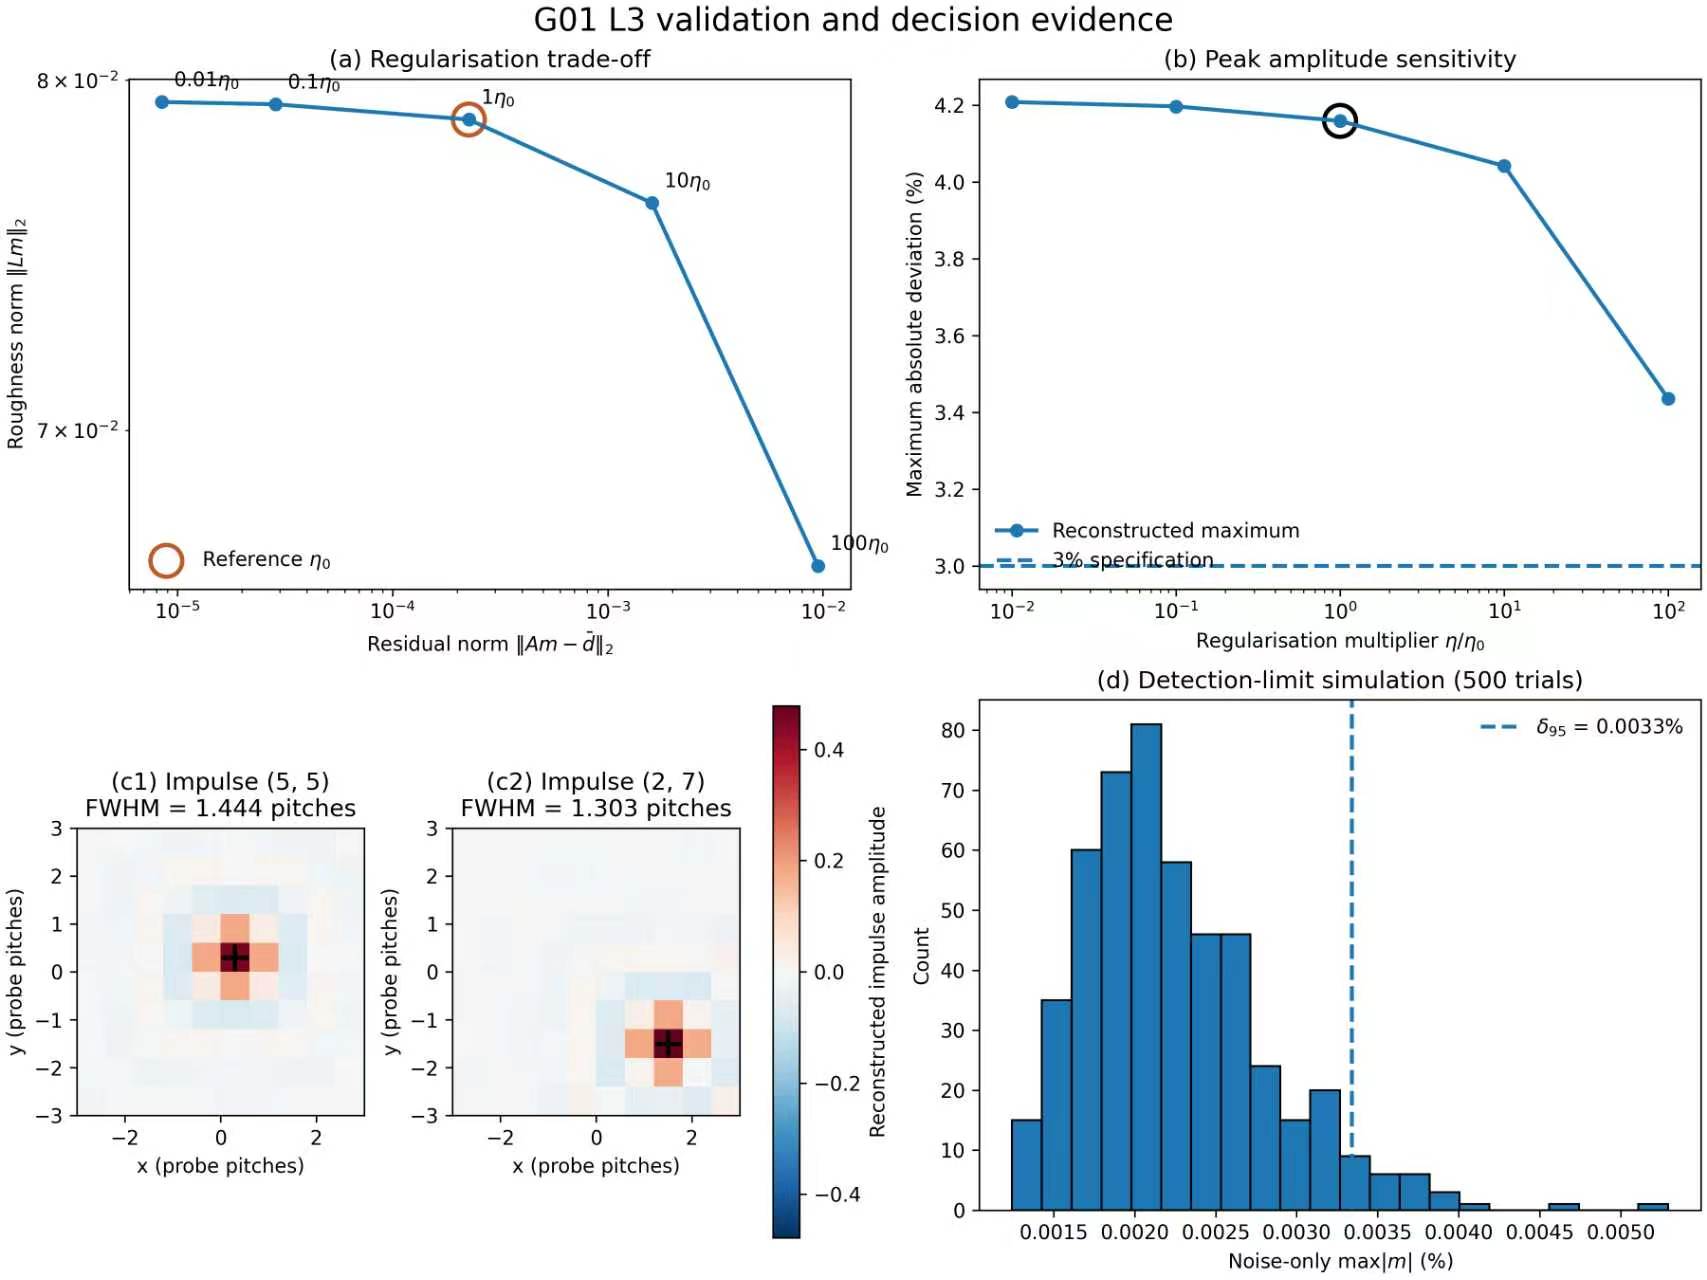 G01 L3 validation and decision evidence
(a) Regularisation trade-off
8 × 10⁻²
7 × 10⁻²
Roughness norm ‖Lm‖₂
0.01η₀
0.1η₀
1η₀
10η₀
100η₀
Reference η₀
10⁻⁵ 10⁻⁴ 10⁻³ 10⁻²
Residual norm ‖Am − d̄‖₂
(b) Peak amplitude sensitivity
4.2
4.0
3.8
3.6
3.4
3.2
3.0
Maximum absolute deviation (%)
Reconstructed maximum
3% specification
10⁻² 10⁻¹ 10⁰ 10¹ 10²
Regularisation multiplier η/η₀
(c1) Impulse (5, 5)
FWHM = 1.444 pitches
3
2
1
0
−1
−2
−3
y (probe pitches)
−2 0 2
x (probe pitches)
(c2) Impulse (2, 7)
FWHM = 1.303 pitches
3
2
1
0
−1
−2
−3
y (probe pitches)
−2 0 2
x (probe pitches)
0.4
0.2
0.0
−0.2
−0.4
Reconstructed impulse amplitude
(d) Detection-limit simulation (500 trials)
δ₉₅ = 0.0033%
80
70
60
50
40
30
20
10
0
Count
0.0015 0.0020 0.0025 0.0030 0.0035 0.0040 0.0045 0.0050
Noise-only max|m| (%)